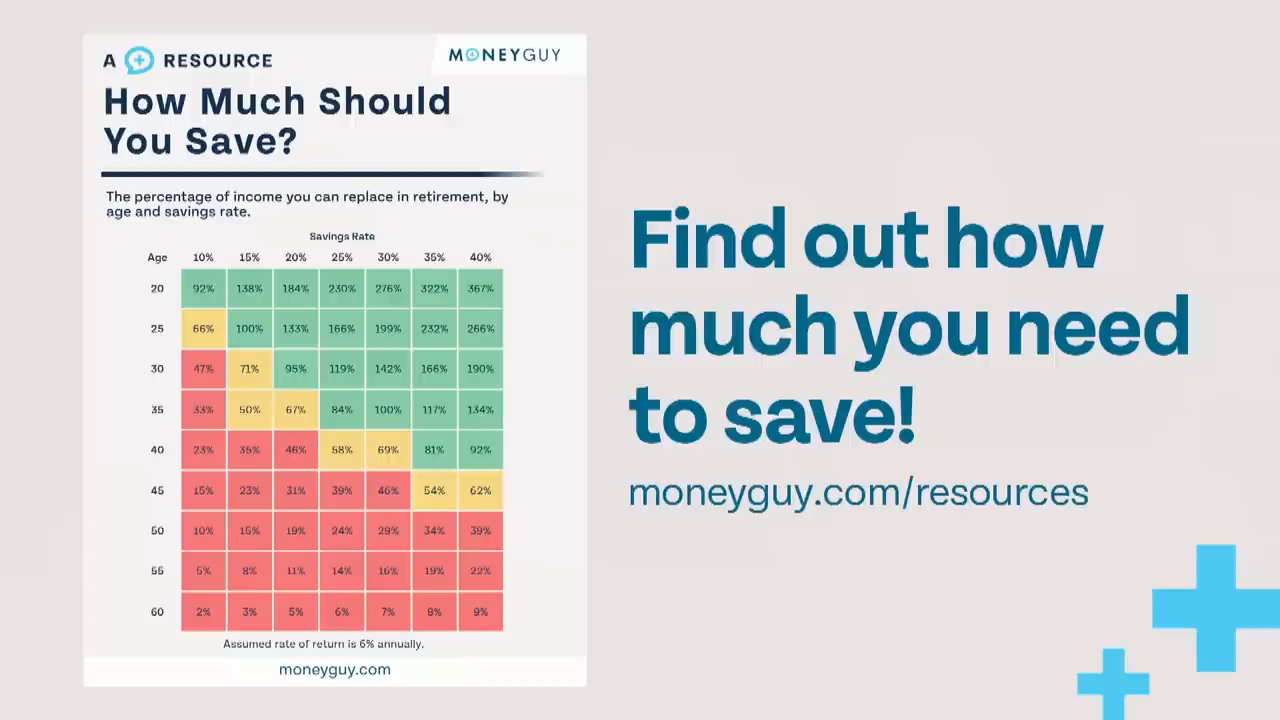 A RESOURCE
MONEYGUY
How Much Should
You Save?
The percentage of income you can replace in retirement, by
age and savings rate.
Savings Rate
Age 10% 15% 20% 25% 30% 35% 40%
20 92% 138% 184% 230% 276% 322% 367%
25 66% 100% 133% 166% 199% 232% 266%
30 47% 71% 95% 119% 142% 166% 190%
35 33% 50% 67% 84% 100% 117% 134%
40 23% 35% 46% 58% 69% 81% 92%
45 15% 23% 31% 39% 46% 54% 62%
50 10% 15% 19% 24% 29% 34% 39%
55 5% 8% 11% 14% 16% 19% 22%
60 2% 3% 5% 6% 7% 8% 9%
Assumed rate of return is 6% annually.
moneyguy.com
Find out how
much you need
to save!
moneyguy.com/resources